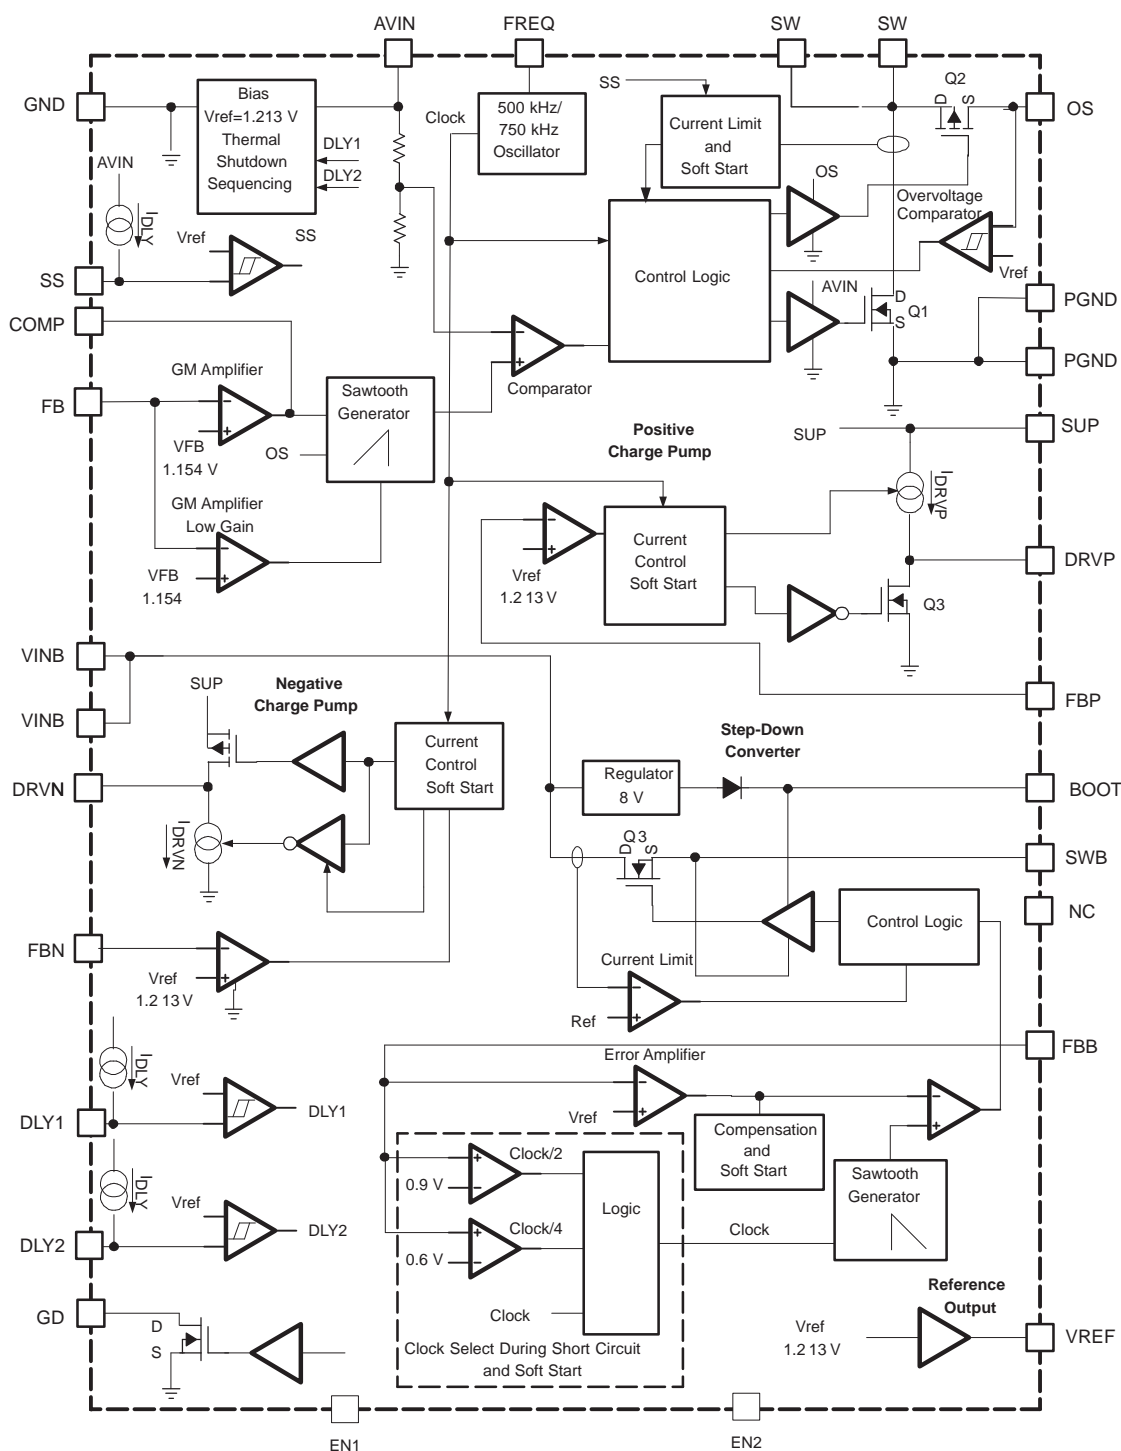 AVIN
FREQ
SW
SW
GND
Bias
Vref=1.213 V
Thermal
Shutdown
Sequencing
DLY1
DLY2
Clock
500 kHz/
750 kHz
Oscillator
SS
Current Limit
and
Soft Start
Q2
D
S
OS
AVIN
IDLY
SS
Vref
SS
OS
Overvoltage
Comparator
Vref
Control Logic
AVIN
D
Q1
S
PGND
PGND
COMP
Comparator
GM Amplifier
FB
VFB
1.154 V
Sawtooth
Generator
OS
GM Amplifier
Low Gain
VFB
1.154
Positive
Charge Pump
SUP
SUP
IDRVP
Vref
1.2 13 V
Current
Control
Soft Start
DRVP
Q3
VINB
VINB
FBP
SUP
Negative
Charge Pump
Current
Control
Soft Start
DRVN
IDRVN
Step-Down
Converter
Regulator
8 V
BOOT
Q3
D
S
SWB
NC
Control Logic
FBN
Vref
1.2 13 V
Current Limit
Ref
FBB
Error Amplifier
Vref
Compensation
and
Soft Start
Sawtooth
Generator
IDLY
Vref
DLY1
DLY1
IDLY
Vref
DLY2
DLY2
Clock/2
0.9 V
Clock/4
0.6 V
Logic
Clock
Clock
Clock Select During Short Circuit
and Soft Start
GD
D
S
Reference
Output
Vref
1.2 13 V
VREF
EN1
EN2